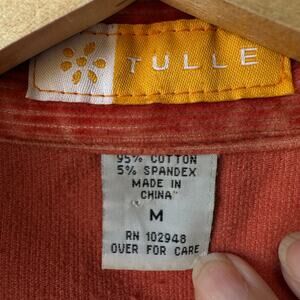 TULLE
95% COTTON
5% SPANDEX
MADE IN
CHINA
M
RN 102948
OVER FOR CARE